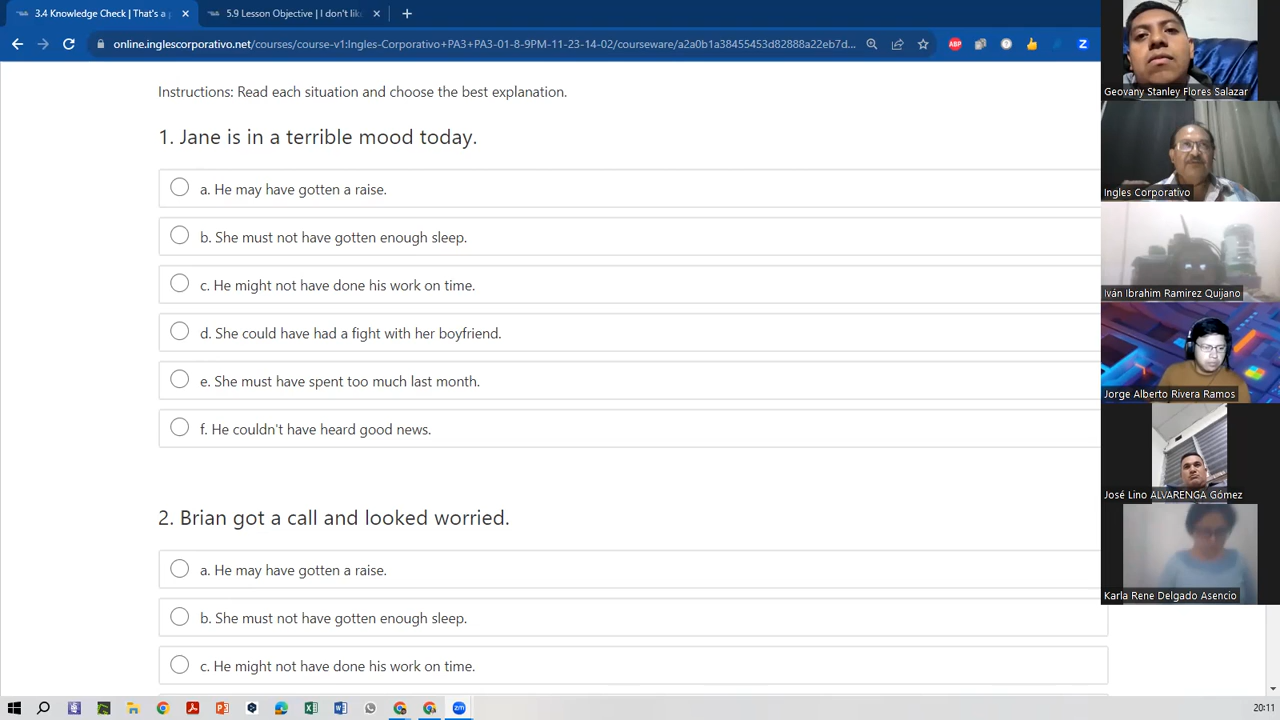 3.4 Knowledge Check | That's a
5.9 Lesson Objective | I don't lik
online.inglescorporativo.net/courses/course-v1:Ingles-Corporativo+PA3+PA3-01-8-9PM-11-23-14-02/courseware/a2a0b1a38455453d82888a22eb7d...
ABP
Z
Instructions: Read each situation and choose the best explanation.
1. Jane is in a terrible mood today.
a. He may have gotten a raise.
b. She must not have gotten enough sleep.
c. He might not have done his work on time.
d. She could have had a fight with her boyfriend.
e. She must have spent too much last month.
f. He couldn't have heard good news.
2. Brian got a call and looked worried.
a. He may have gotten a raise.
b. She must not have gotten enough sleep.
c. He might not have done his work on time.
Geovany Stanley Flores Salazar
Ingles Corporativo
Iván Ibrahim Ramirez Quijano
Jorge Alberto Rivera Ramos
José Lino ALVARENGA Gómez
Karla Rene Delgado Asencio
zm
20:11